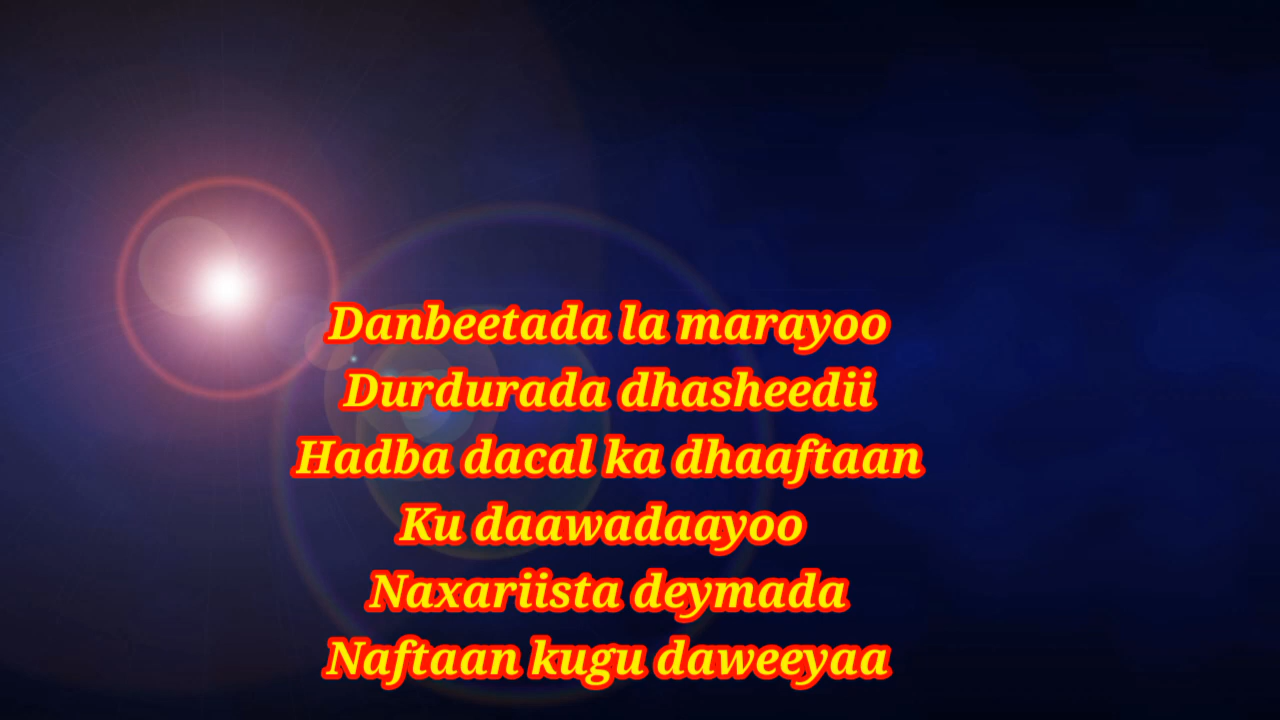 Danbeetada la marayoo
Durdurada dhasheedii
Hadba dacal ka dhaaftaan
Ku daawadaayoo
Naxariista deymada
Naftaan kugu daweeyaa